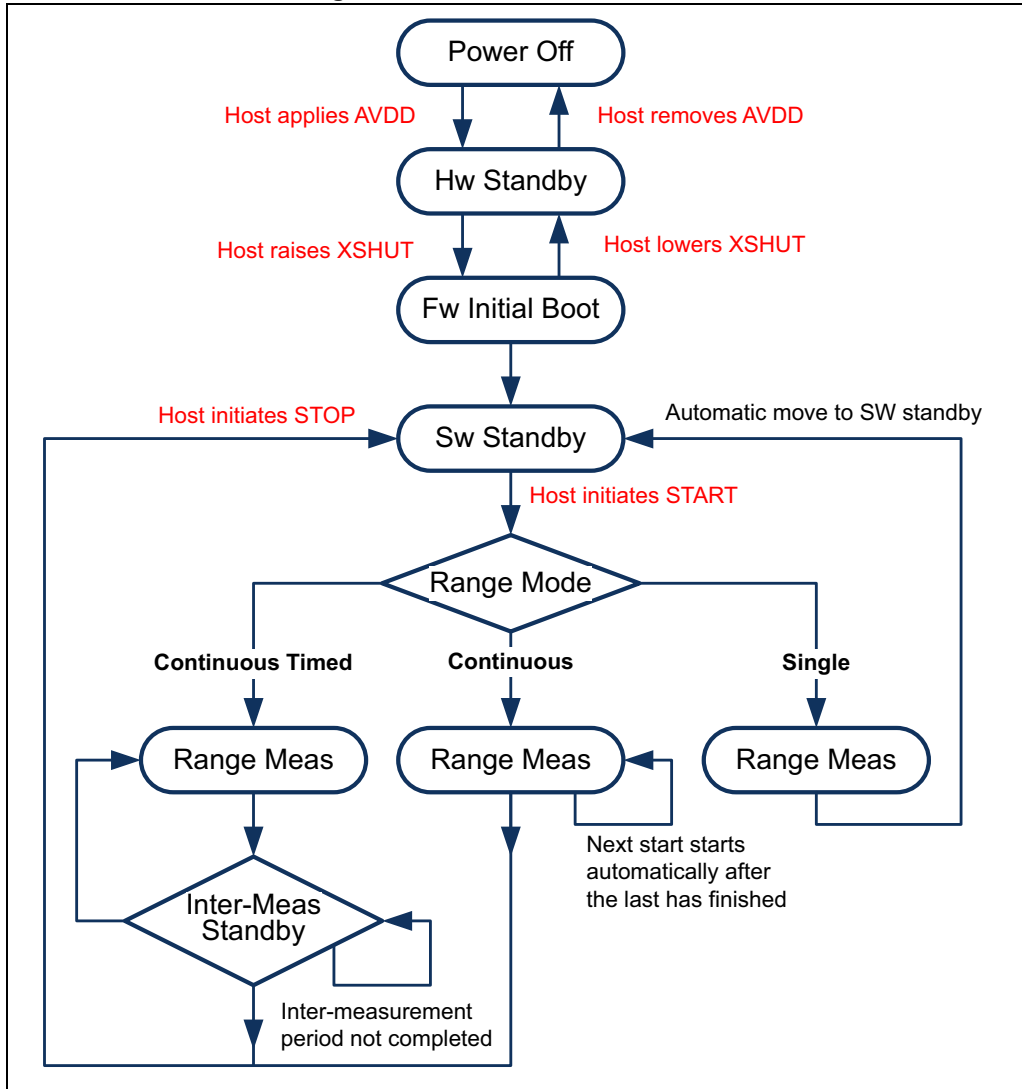 Power Off
Host applies AVDD
Host removes AVDD
Hw Standby
Host raises XSHUT
Host lowers XSHUT
Fw Initial Boot
Host initiates STOP
Automatic move to SW standby
Sw Standby
Host initiates START
Range Mode
Continuous Timed
Continuous
Single
Range Meas
Range Meas
Range Meas
Next start starts
automatically after
the last has finished
Inter-Meas
Standby
Inter-measurement
period not completed